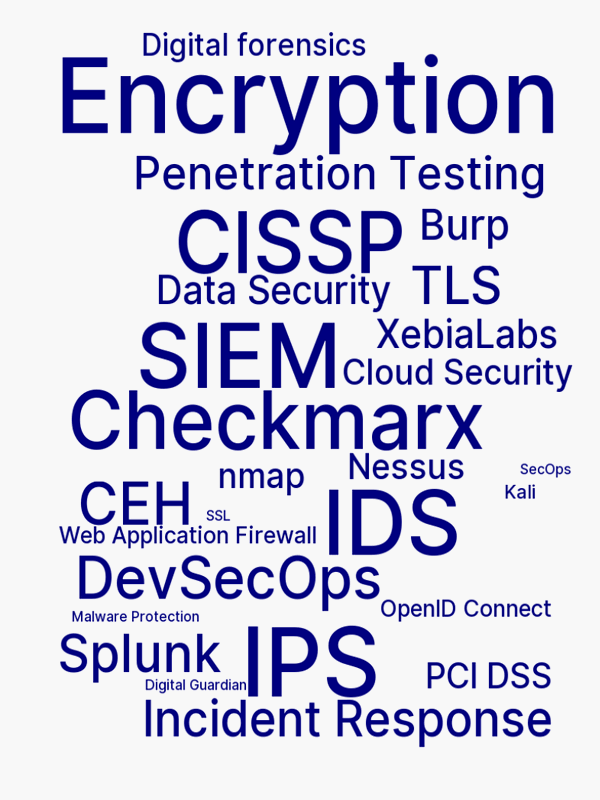 Digital forensics
Encryption
Penetration Testing
CISSP
Burp
Data Security
TLS
SIEM
XebiaLabs
Cloud Security
Checkmarx
nmap
Nessus
SecOps
Kali
CEH
SSL
IDS
Web Application Firewall
DevSecOps
OpenID Connect
Malware Protection
Splunk
IPS
PCI DSS
Digital Guardian
Incident Response